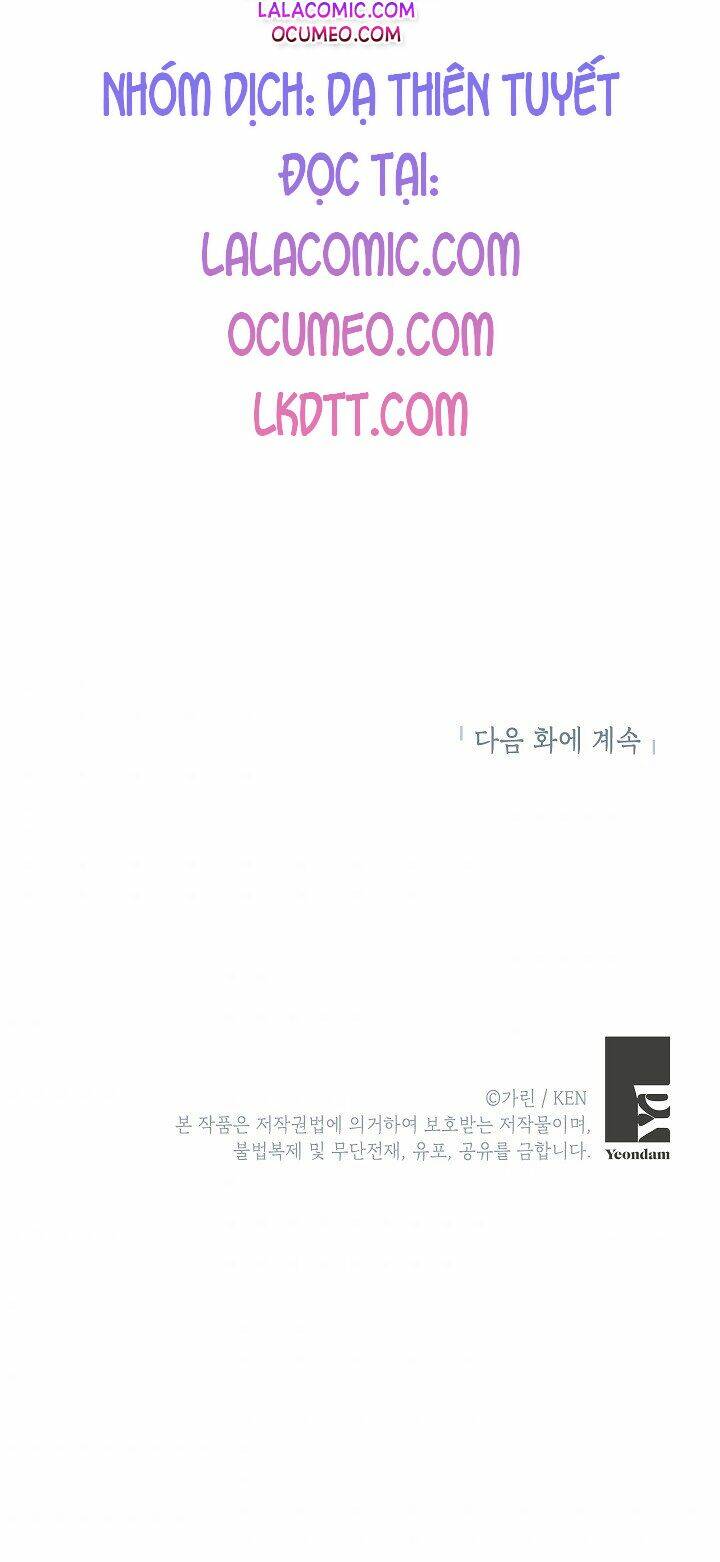 LALACOMIC.COM
OCUMEO.COM
NHÓM DỊCH: DẠ THIÊN TUYẾT
ĐỌC TẠI:
LALACOMIC.COM
OCUMEO.COM
LKDTT.COM
「다음 화에 계속」
©가린 / KEN
본 작품은 저작권법에 의거하여 보호받는 저작물이며,
불법복제 및 무단전재, 유포, 공유를 금합니다.
Ya
Yeondam